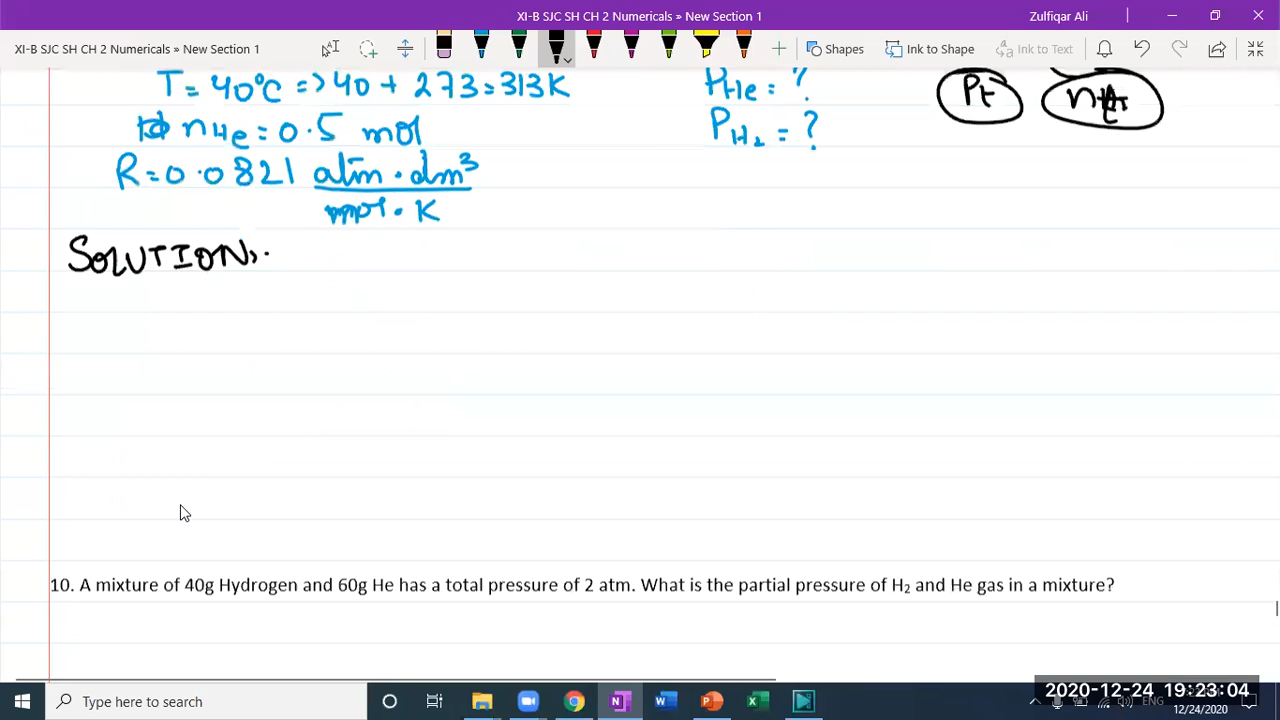 XI-B SJC SH CH 2 Numericals » New Section 1
Zulfiqar Ali
XI-B SJC SH CH 2 Numericals » New Section 1
Shapes
Ink to Shape
Ink to Text
T = 40°C => 40 + 273 = 313K
PHe = ?
Pt
nHe = 0.5 mol
PH₂ = ?
R = 0.0821 atm · dm³
mol · K
SOLUTION:
10. A mixture of 40g Hydrogen and 60g He has a total pressure of 2 atm. What is the partial pressure of H₂ and He gas in a mixture?
Type here to search
ENG
2020-12-24 19:23:04
12/24/2020